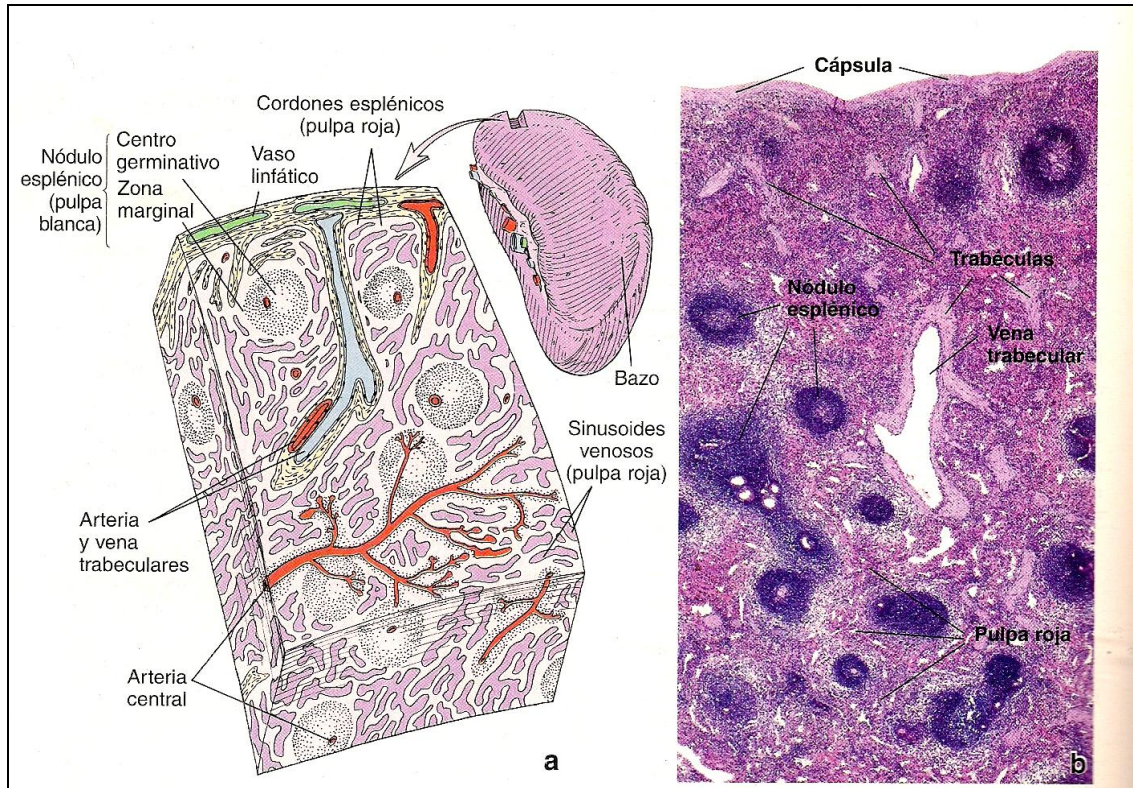 Cordones esplénicos
(pulpa roja)
Nódulo
esplénico
(pulpa
blanca)
Centro
germinativo
Zona
marginal
Vaso
linfático
Bazo
Sinusoides
venosos
(pulpa roja)
Arteria
y vena
trabeculares
Arteria
central
a
Cápsula
Trabéculas
Nódulo
esplénico
Vena
trabecular
Pulpa roja
b